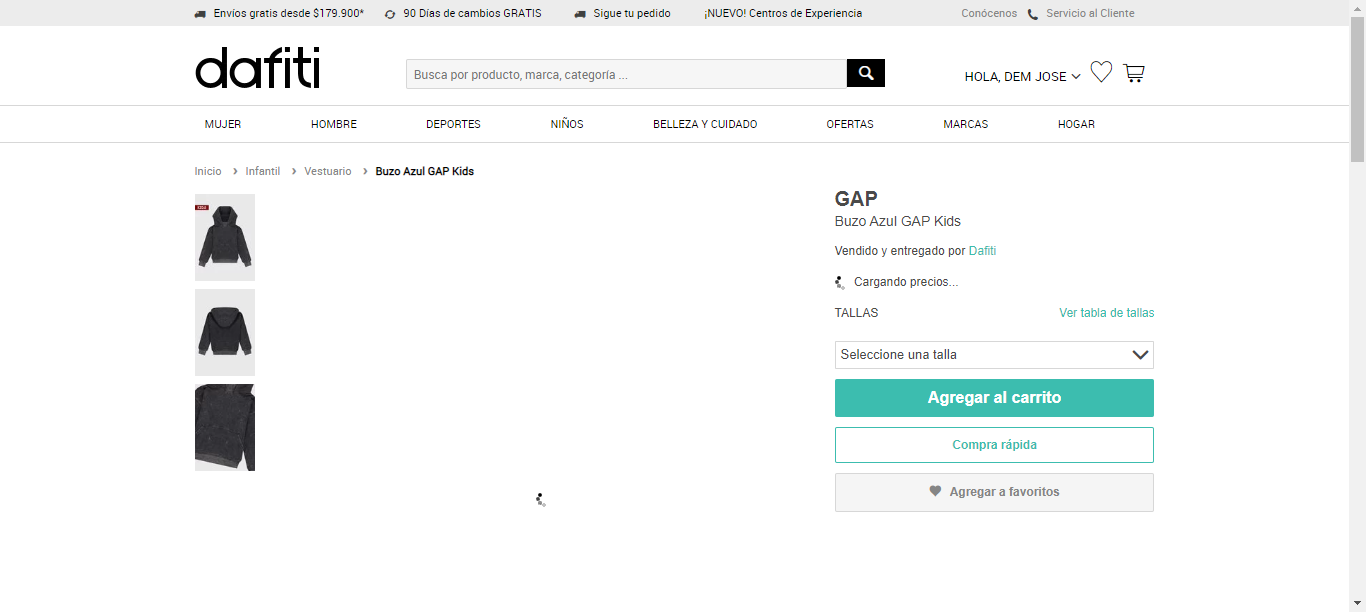 Envíos gratis desde $179.900* 90 Días de cambios GRATIS Sigue tu pedido ¡NUEVO! Centros de Experiencia Conócenos Servicio al Cliente
dafiti
Busca por producto, marca, categoría ...
HOLA, DEM JOSE
MUJER HOMBRE DEPORTES NIÑOS BELLEZA Y CUIDADO OFERTAS MARCAS HOGAR
Inicio > Infantil > Vestuario > Buzo Azul GAP Kids
GAP
Buzo Azul GAP Kids
Vendido y entregado por Dafiti
Cargando precios...
TALLAS Ver tabla de tallas
Seleccione una talla
Agregar al carrito
Compra rápida
Agregar a favoritos